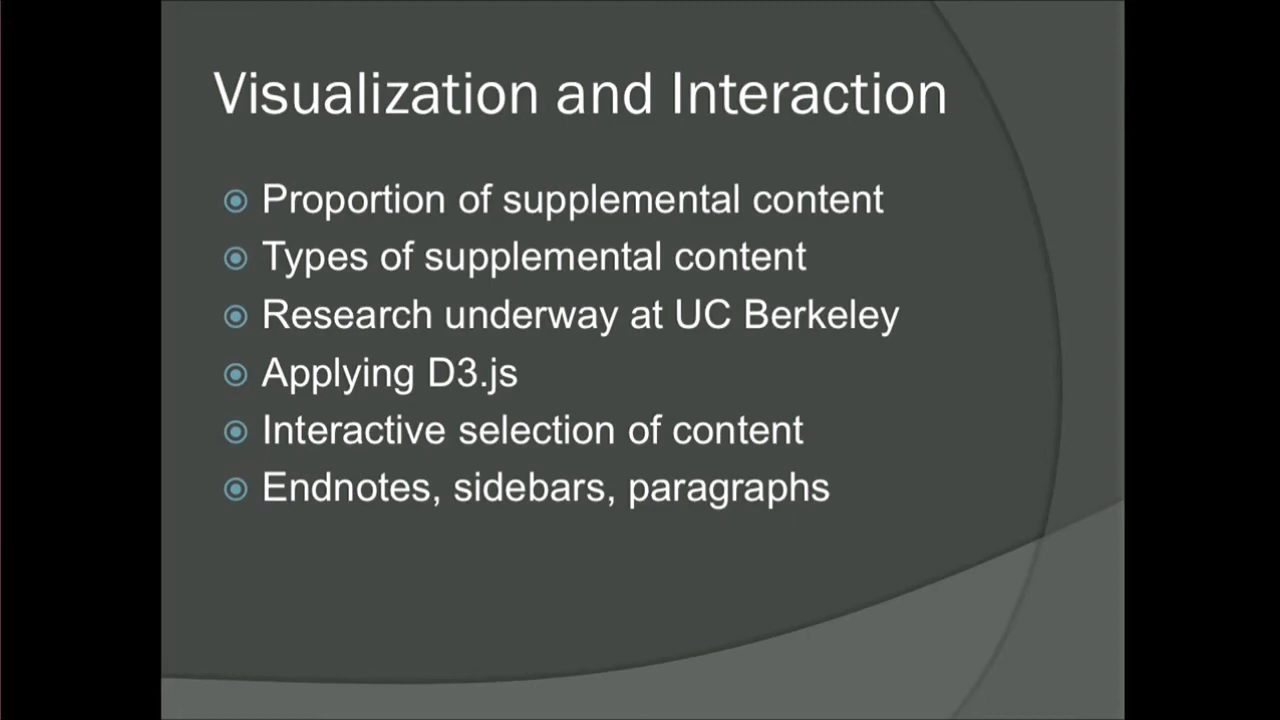 Visualization and Interaction
Proportion of supplemental content
Types of supplemental content
Research underway at UC Berkeley
Applying D3.js
Interactive selection of content
Endnotes, sidebars, paragraphs